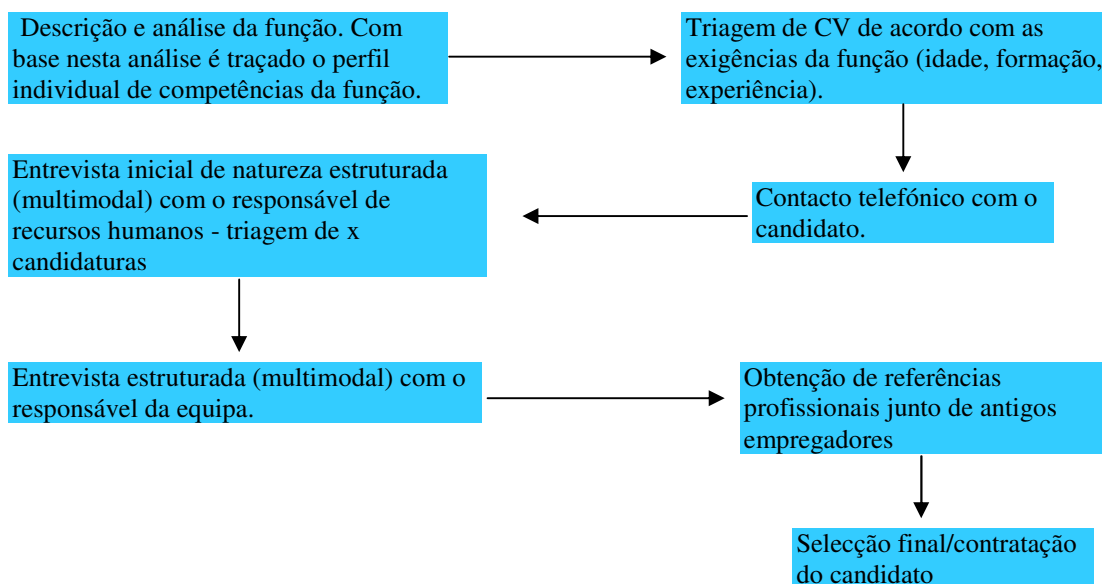 Descrição e análise da função. Com
base nesta análise é traçado o perfil
individual de competências da função.
Triagem de CV de acordo com as
exigências da função (idade, formação,
experiência).
Contacto telefónico com o
candidato.
Entrevista inicial de natureza estruturada
(multimodal) com o responsável de
recursos humanos - triagem de x
candidaturas
Entrevista estruturada (multimodal) com o
responsável da equipa.
Obtenção de referências
profissionais junto de antigos
empregadores
Selecção final/contratação
do candidato